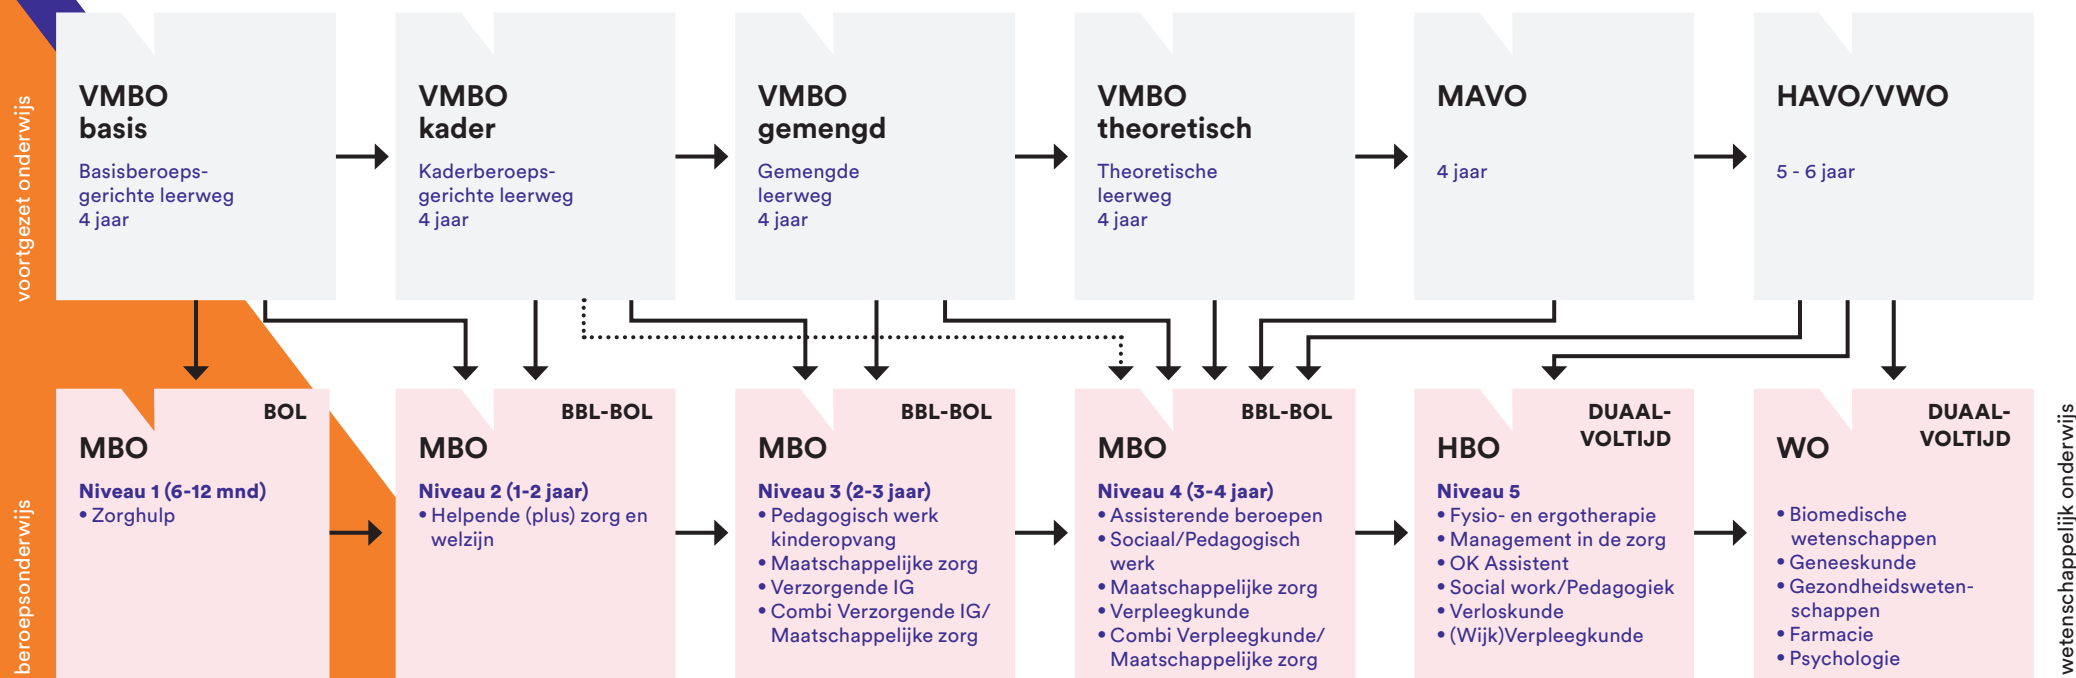 voortgezet onderwijs
VMBO
basis
Basisberoeps-
gerichte leerweg
4 jaar
VMBO
kader
Kaderberoeps-
gerichte leerweg
4 jaar
VMBO
gemengd
Gemengde
leerweg
4 jaar
VMBO
theoretisch
Theoretische
leerweg
4 jaar
MAVO
4 jaar
HAVO/VWO
5 - 6 jaar
beroepsonderwijs
BOL
MBO
Niveau 1 (6-12 mnd)
• Zorghulp
BBL-BOL
MBO
Niveau 2 (1-2 jaar)
• Helpende (plus) zorg en
welzijn
BBL-BOL
MBO
Niveau 3 (2-3 jaar)
• Pedagogisch werk
kinderopvang
• Maatschappelijke zorg
• Verzorgende IG
• Combi Verzorgende IG/
Maatschappelijke zorg
BBL-BOL
MBO
Niveau 4 (3-4 jaar)
• Assisterende beroepen
• Sociaal/Pedagogisch
werk
• Maatschappelijke zorg
• Verpleegkunde
• Combi Verpleegkunde/
Maatschappelijke zorg
DUAAL-
VOLTIJD
HBO
Niveau 5
• Fysio- en ergotherapie
• Management in de zorg
• OK Assistent
• Social work/Pedagogiek
• Verloskunde
• (Wijk)Verpleegkunde
DUAAL-
VOLTIJD
WO
• Biomedische
wetenschappen
• Geneeskunde
• Gezondheidsweten-
schappen
• Farmacie
• Psychologie
wetenschappelijk onderwijs